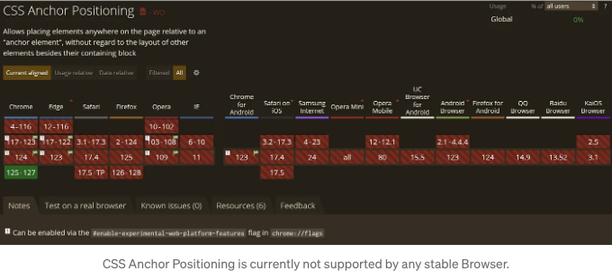 CSS Anchor Positioning - WD
Usage % of all users ?
Global 0%
Allows placing elements anywhere on the page relative to an
"anchor element", without regard to the layout of other
elements besides their containing block
Current aligned Usage relative Date relative Filtered All
Chrome Edge Safari Firefox Opera IE Chrome for Android Safari on iOS Samsung Internet Opera Mini Opera Mobile UC Browser for Android Android Browser Firefox for Android QQ Browser Baidu Browser KaiOS Browser
4-116 12-116 10-102
117-123 117-122 3.1-17.3 2-124 103-108 6-10 3.2-17.3 4-23 12-12.1 2.1-4.4.4 2.5
124 123 17.4 125 109 11 123 17.4 24 all 80 15.5 123 124 14.9 13.52 3.1
125-127 17.5-TP 126-128 17.5
Notes Test on a real browser Known issues (0) Resources (6) Feedback
1 Can be enabled via the #enable-experimental-web-platform-features flag in chrome://flags
CSS Anchor Positioning is currently not supported by any stable Browser.